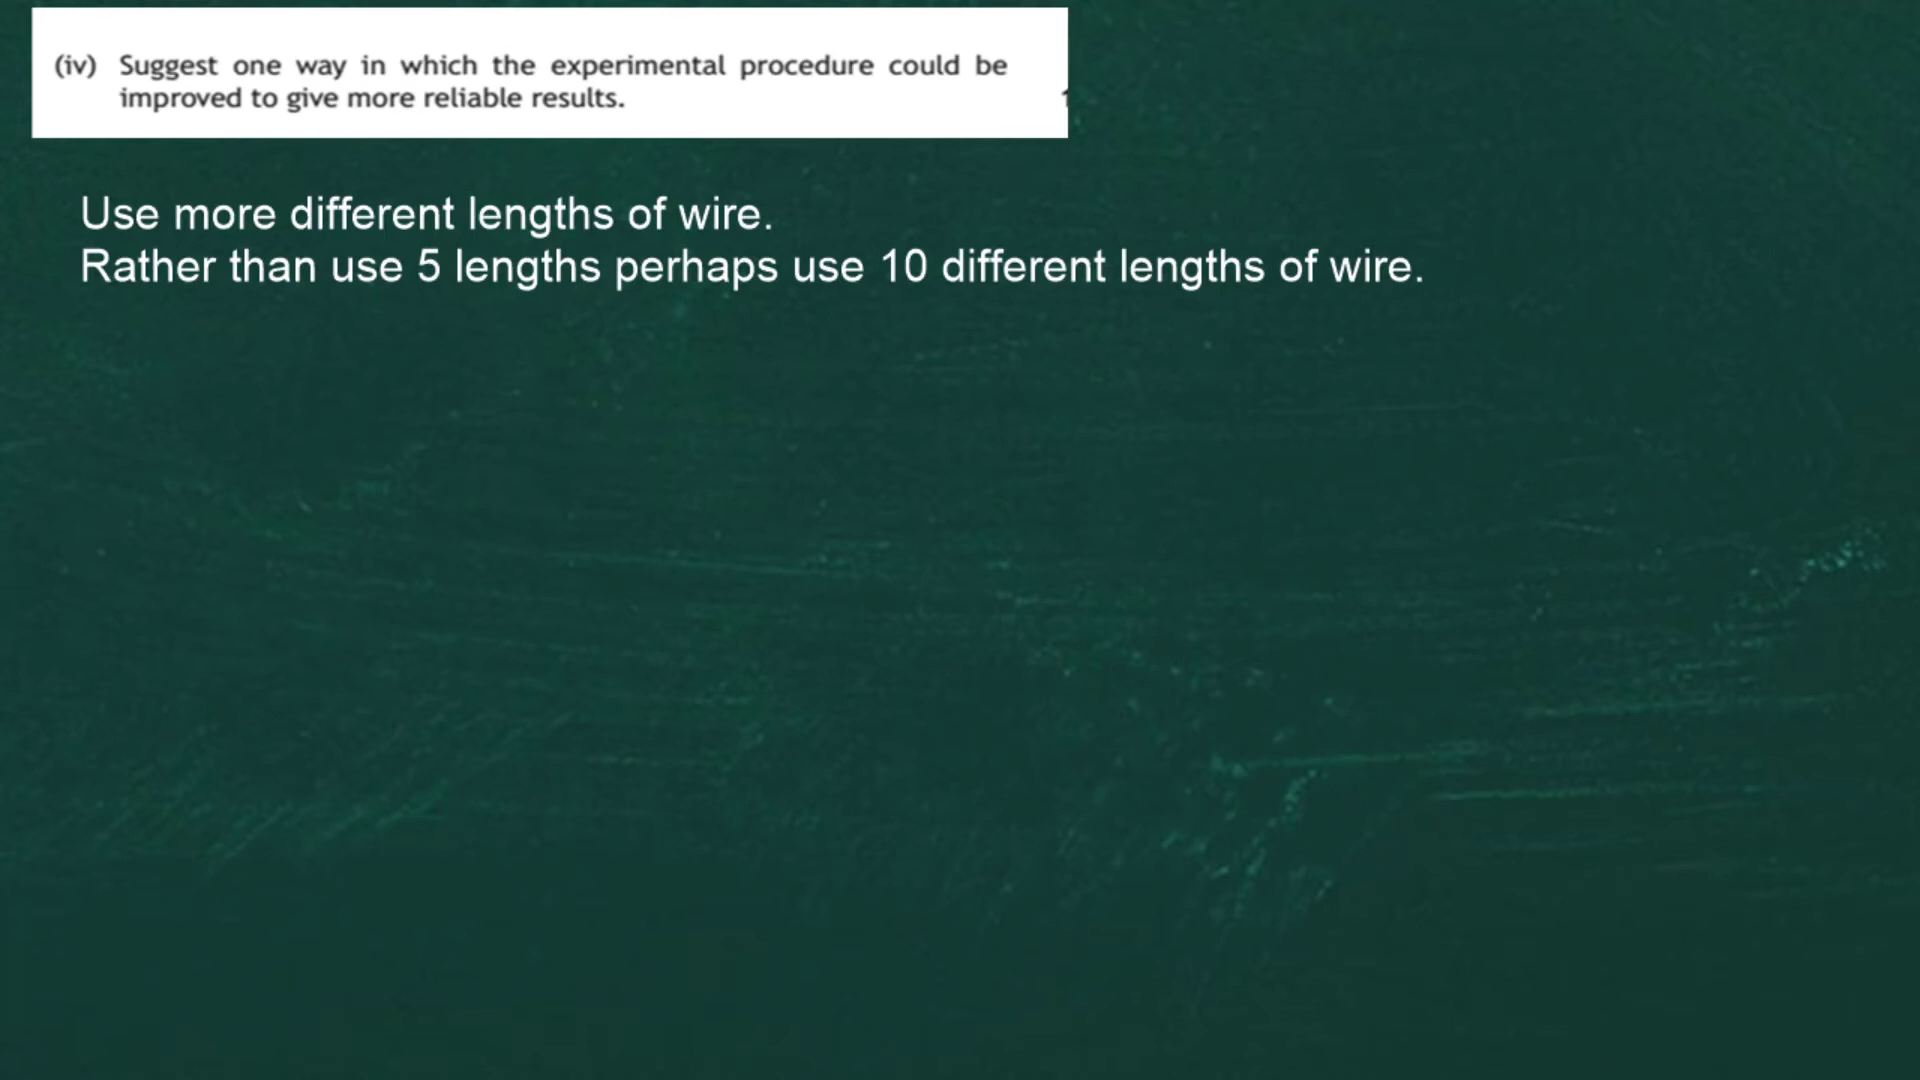 (iv) Suggest one way in which the experimental procedure could be
improved to give more reliable results.
Use more different lengths of wire.
Rather than use 5 lengths perhaps use 10 different lengths of wire.